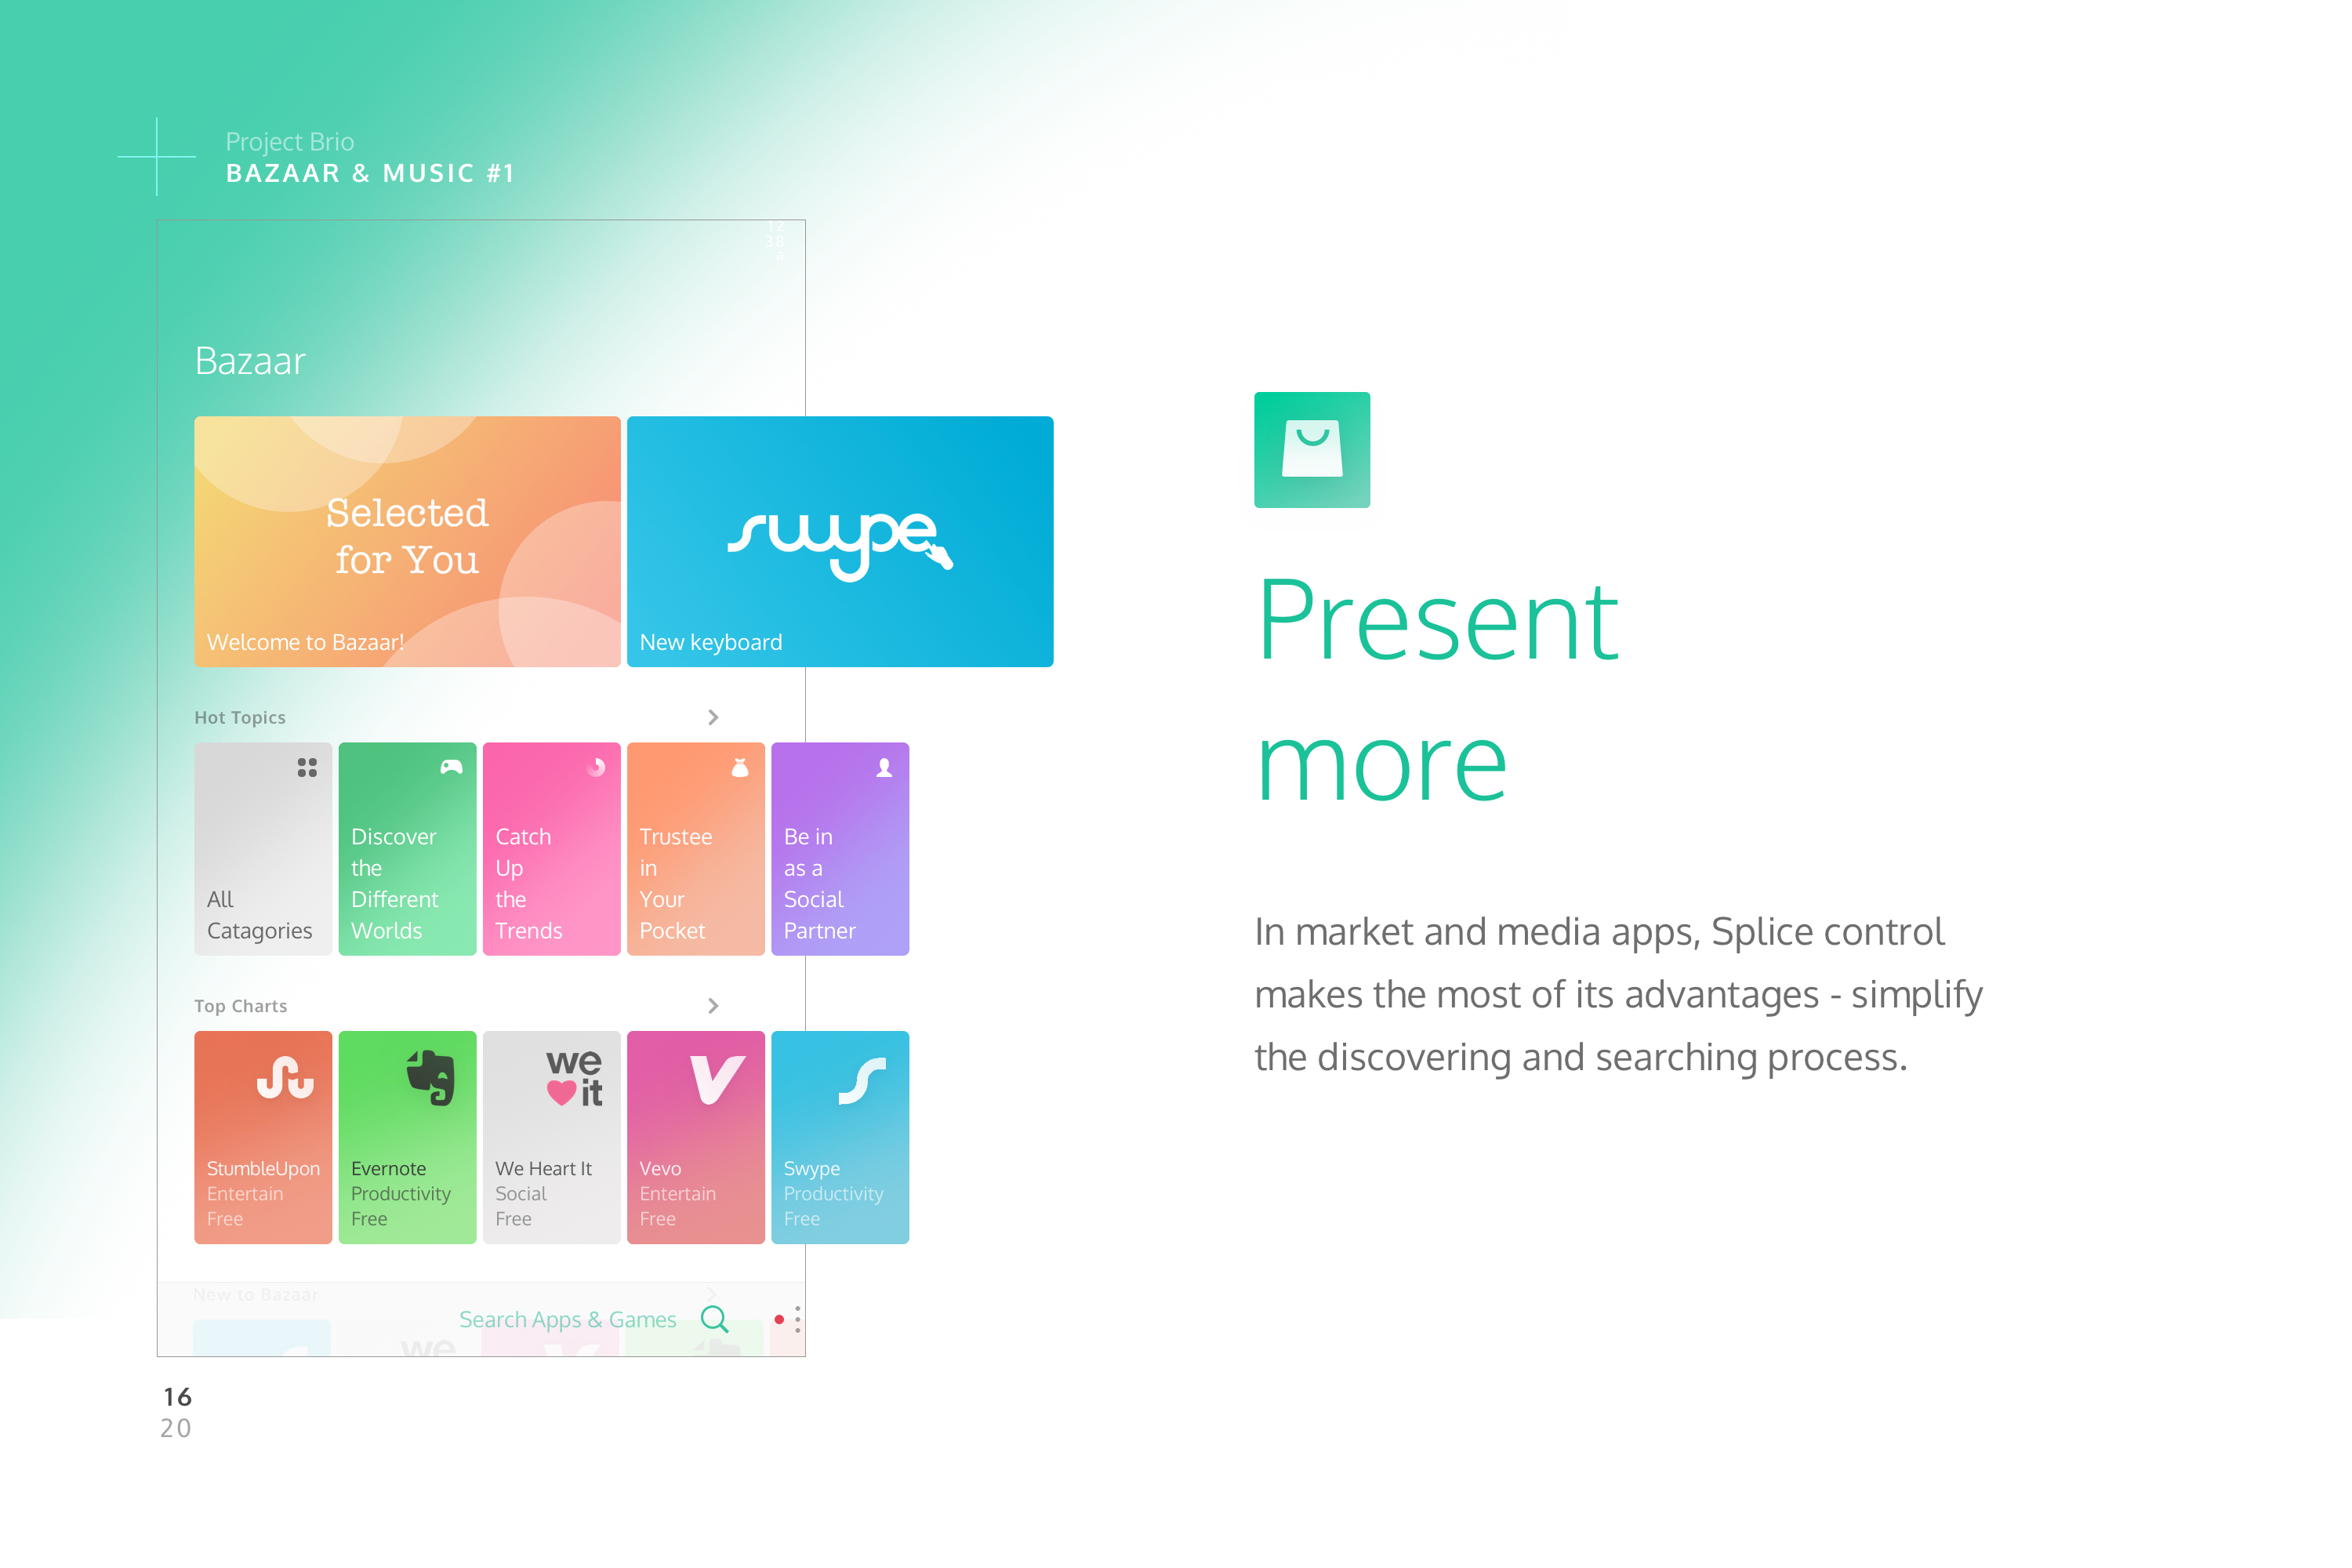 Project Brio
BAZAAR & MUSIC #1
12
38
a
Bazaar
Selected
for You
Welcome to Bazaar!
swype
New keyboard
Hot Topics
All
Catagories
Discover
the
Different
Worlds
Catch
Up
the
Trends
Trustee
in
Your
Pocket
Be in
as a
Social
Partner
Top Charts
StumbleUpon
Entertain
Free
Evernote
Productivity
Free
we
it
We Heart It
Social
Free
Vevo
Entertain
Free
Swype
Productivity
Free
New to Bazaar
Search Apps & Games
we
16
20
Present
more
In market and media apps, Splice control
makes the most of its advantages - simplify
the discovering and searching process.